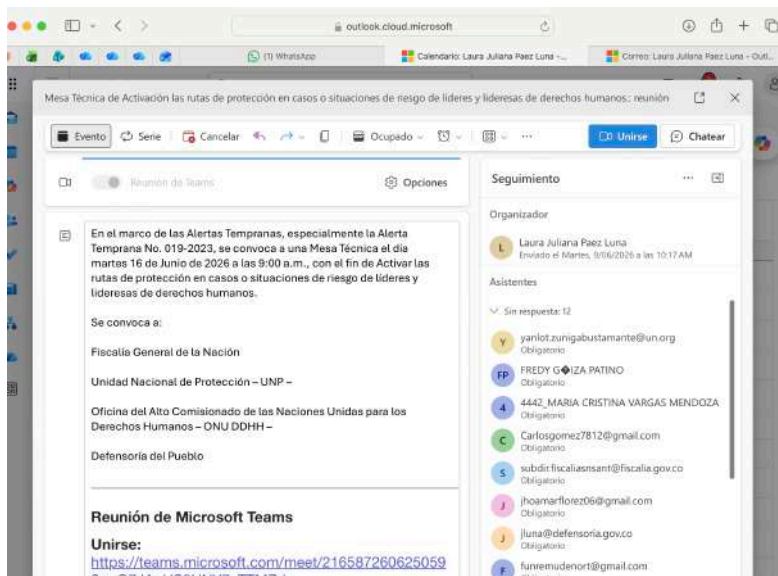 outlook.cloud.microsoft
(1) WhatsApp
Calendario: Laura Juliana Paez Luna -...
Correo: Laura Juliana Paez Luna - Outl...
Mesa Técnica de Activación las rutas de protección en casos o situaciones de riesgo de líderes y lideresas de derechos humanos.: reunión
Evento
Serie
Cancelar
Ocupado
Unirse
Chatear
Reunión de Teams
Opciones
En el marco de las Alertas Tempranas, especialmente la Alerta
Temprana No. 019-2023, se convoca a una Mesa Técnica el día
martes 16 de Junio de 2026 a las 9:00 a.m., con el fin de Activar las
rutas de protección en casos o situaciones de riesgo de líderes y
lideresas de derechos humanos.
Se convoca a:
Fiscalía General de la Nación
Unidad Nacional de Protección – UNP –
Oficina del Alto Comisionado de las Naciones Unidas para los
Derechos Humanos – ONU DDHH –
Defensoría del Pueblo
Reunión de Microsoft Teams
Unirse:
https://teams.microsoft.com/meet/216587260625059
Seguimiento
Organizador
L
Laura Juliana Paez Luna
Enviado el Martes, 9/06/2026 a las 10:17 AM
Asistentes
Sin respuesta: 12
Y
yanlot.zunigabustamante@un.org
Obligatorio
FP
FREDY G�IZA PATINO
Obligatorio
4
4442_MARIA CRISTINA VARGAS MENDOZA
Obligatorio
C
Carlosgomez7812@gmail.com
Obligatorio
S
subdir.fiscaliasnsant@fiscalia.gov.co
Obligatorio
J
jhoamarflorez06@gmail.com
Obligatorio
J
jluna@defensoria.gov.co
Obligatorio
F
funremudenort@gmail.com